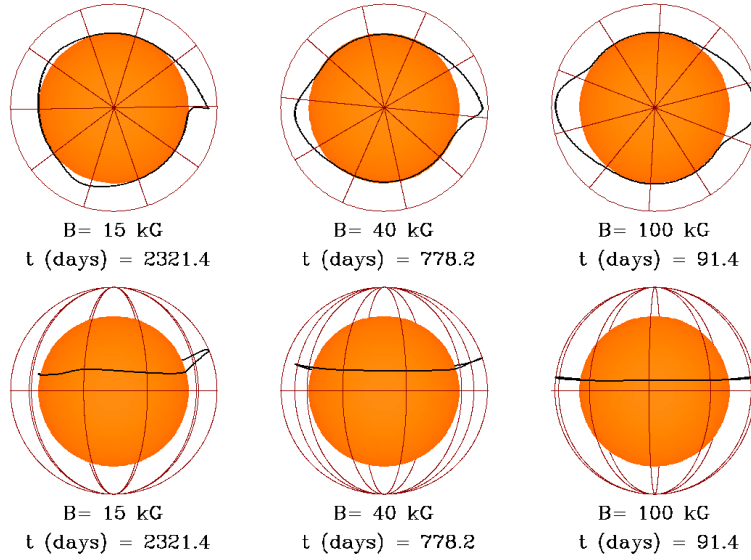 B= 15 kG
t (days) = 2321.4
B= 40 kG
t (days) = 778.2
B= 100 kG
t (days) = 91.4
B= 15 kG
t (days) = 2321.4
B= 40 kG
t (days) = 778.2
B= 100 kG
t (days) = 91.4